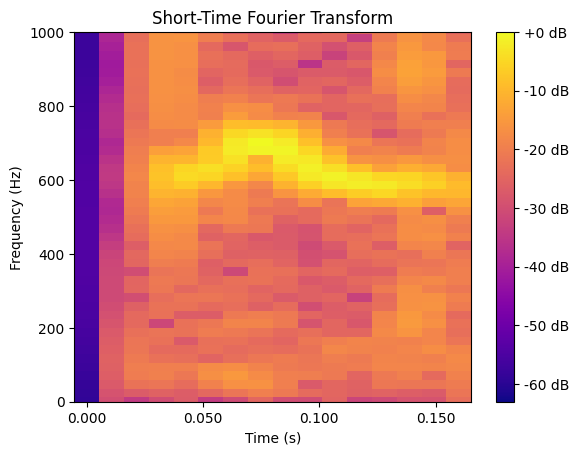 Short-Time Fourier Transform
1000
800
600
400
200
0
Frequency (Hz)
0.000
0.050
0.100
0.150
Time (s)
+0 dB
-10 dB
-20 dB
-30 dB
-40 dB
-50 dB
-60 dB